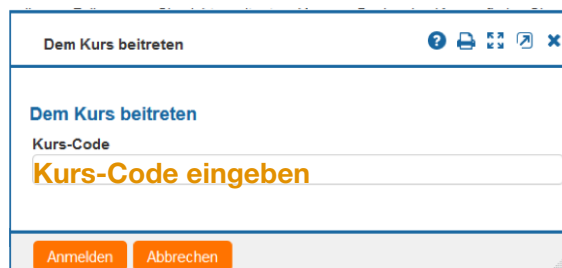 Dem Kurs beitreten
Dem Kurs beitreten
Kurs-Code
Kurs-Code eingeben
Anmelden Abbrechen